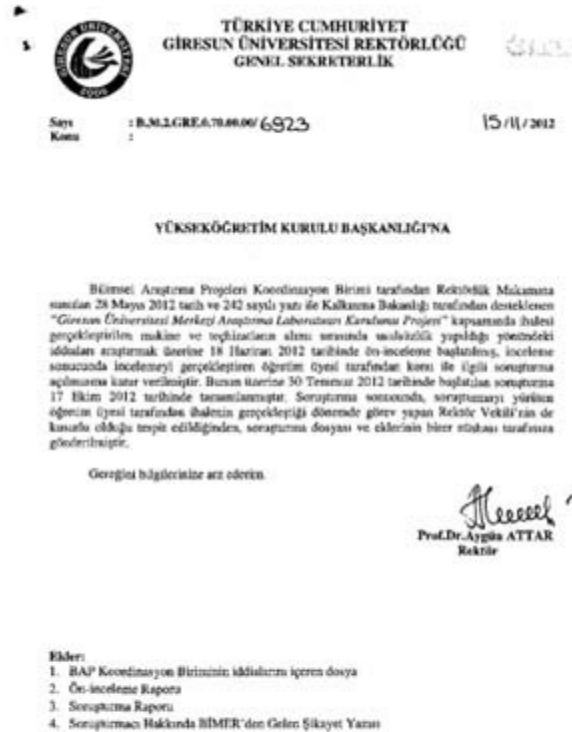 TÜRKİYE CUMHURİYET
GİRESUN ÜNİVERSİTESİ REKTÖRLÜĞÜ
GENEL SEKRETERLİK
GİRESUN ÜNİVERSİTESİ
2006
Sayı : B.30.2.GRE.0.70.00.00/ 6923
15/11/2012
Konu :
YÜKSEKÖĞRETİM KURULU BAŞKANLIĞI'NA
Bilimsel Araştırma Projeleri Koordinasyon Birimi tarafından Rektörlük Makamına
sunulan 28 Mayıs 2012 tarih ve 242 sayılı yazı ile Kalkınma Bakanlığı tarafından desteklenen
"Giresun Üniversitesi Merkezi Araştırma Laboratuarı Kurulumu Projesi" kapsamında ihalesi
gerçekleştirilen makine ve teçhizatların alımı sırasında usulsüzlük yapıldığı yönündeki
iddiaları araştırmak üzerine 18 Haziran 2012 tarihinde ön-inceleme başlatılmış, inceleme
sonucunda incelemeyi gerçekleştiren öğretim üyesi tarafından konu ile ilgili soruşturma
açılmasına karar verilmiştir. Bunun üzerine 30 Temmuz 2012 tarihinde başlatılan soruşturma
17 Ekim 2012 tarihinde tamamlanmıştır. Soruşturma sonucunda, soruşturmayı yürüten
öğretim üyesi tarafından ihalenin gerçekleştiği dönemde görev yapan Rektör Vekili'nin de
kusurlu olduğu tespit edildiğinden, soruşturma dosyası ve eklerinin birer nüshası tarafınıza
gönderilmiştir.
Gereğini bilgilerinize arz ederim.
Prof.Dr.Aygün ATTAR
Rektör
Ekler:
1. BAP Koordinasyon Biriminin iddialarını içeren dosya
2. Ön-inceleme Raporu
3. Soruşturma Raporu
4. Soruşturmacı Hakkında BİMER'den Gelen Şikayet Yazısı